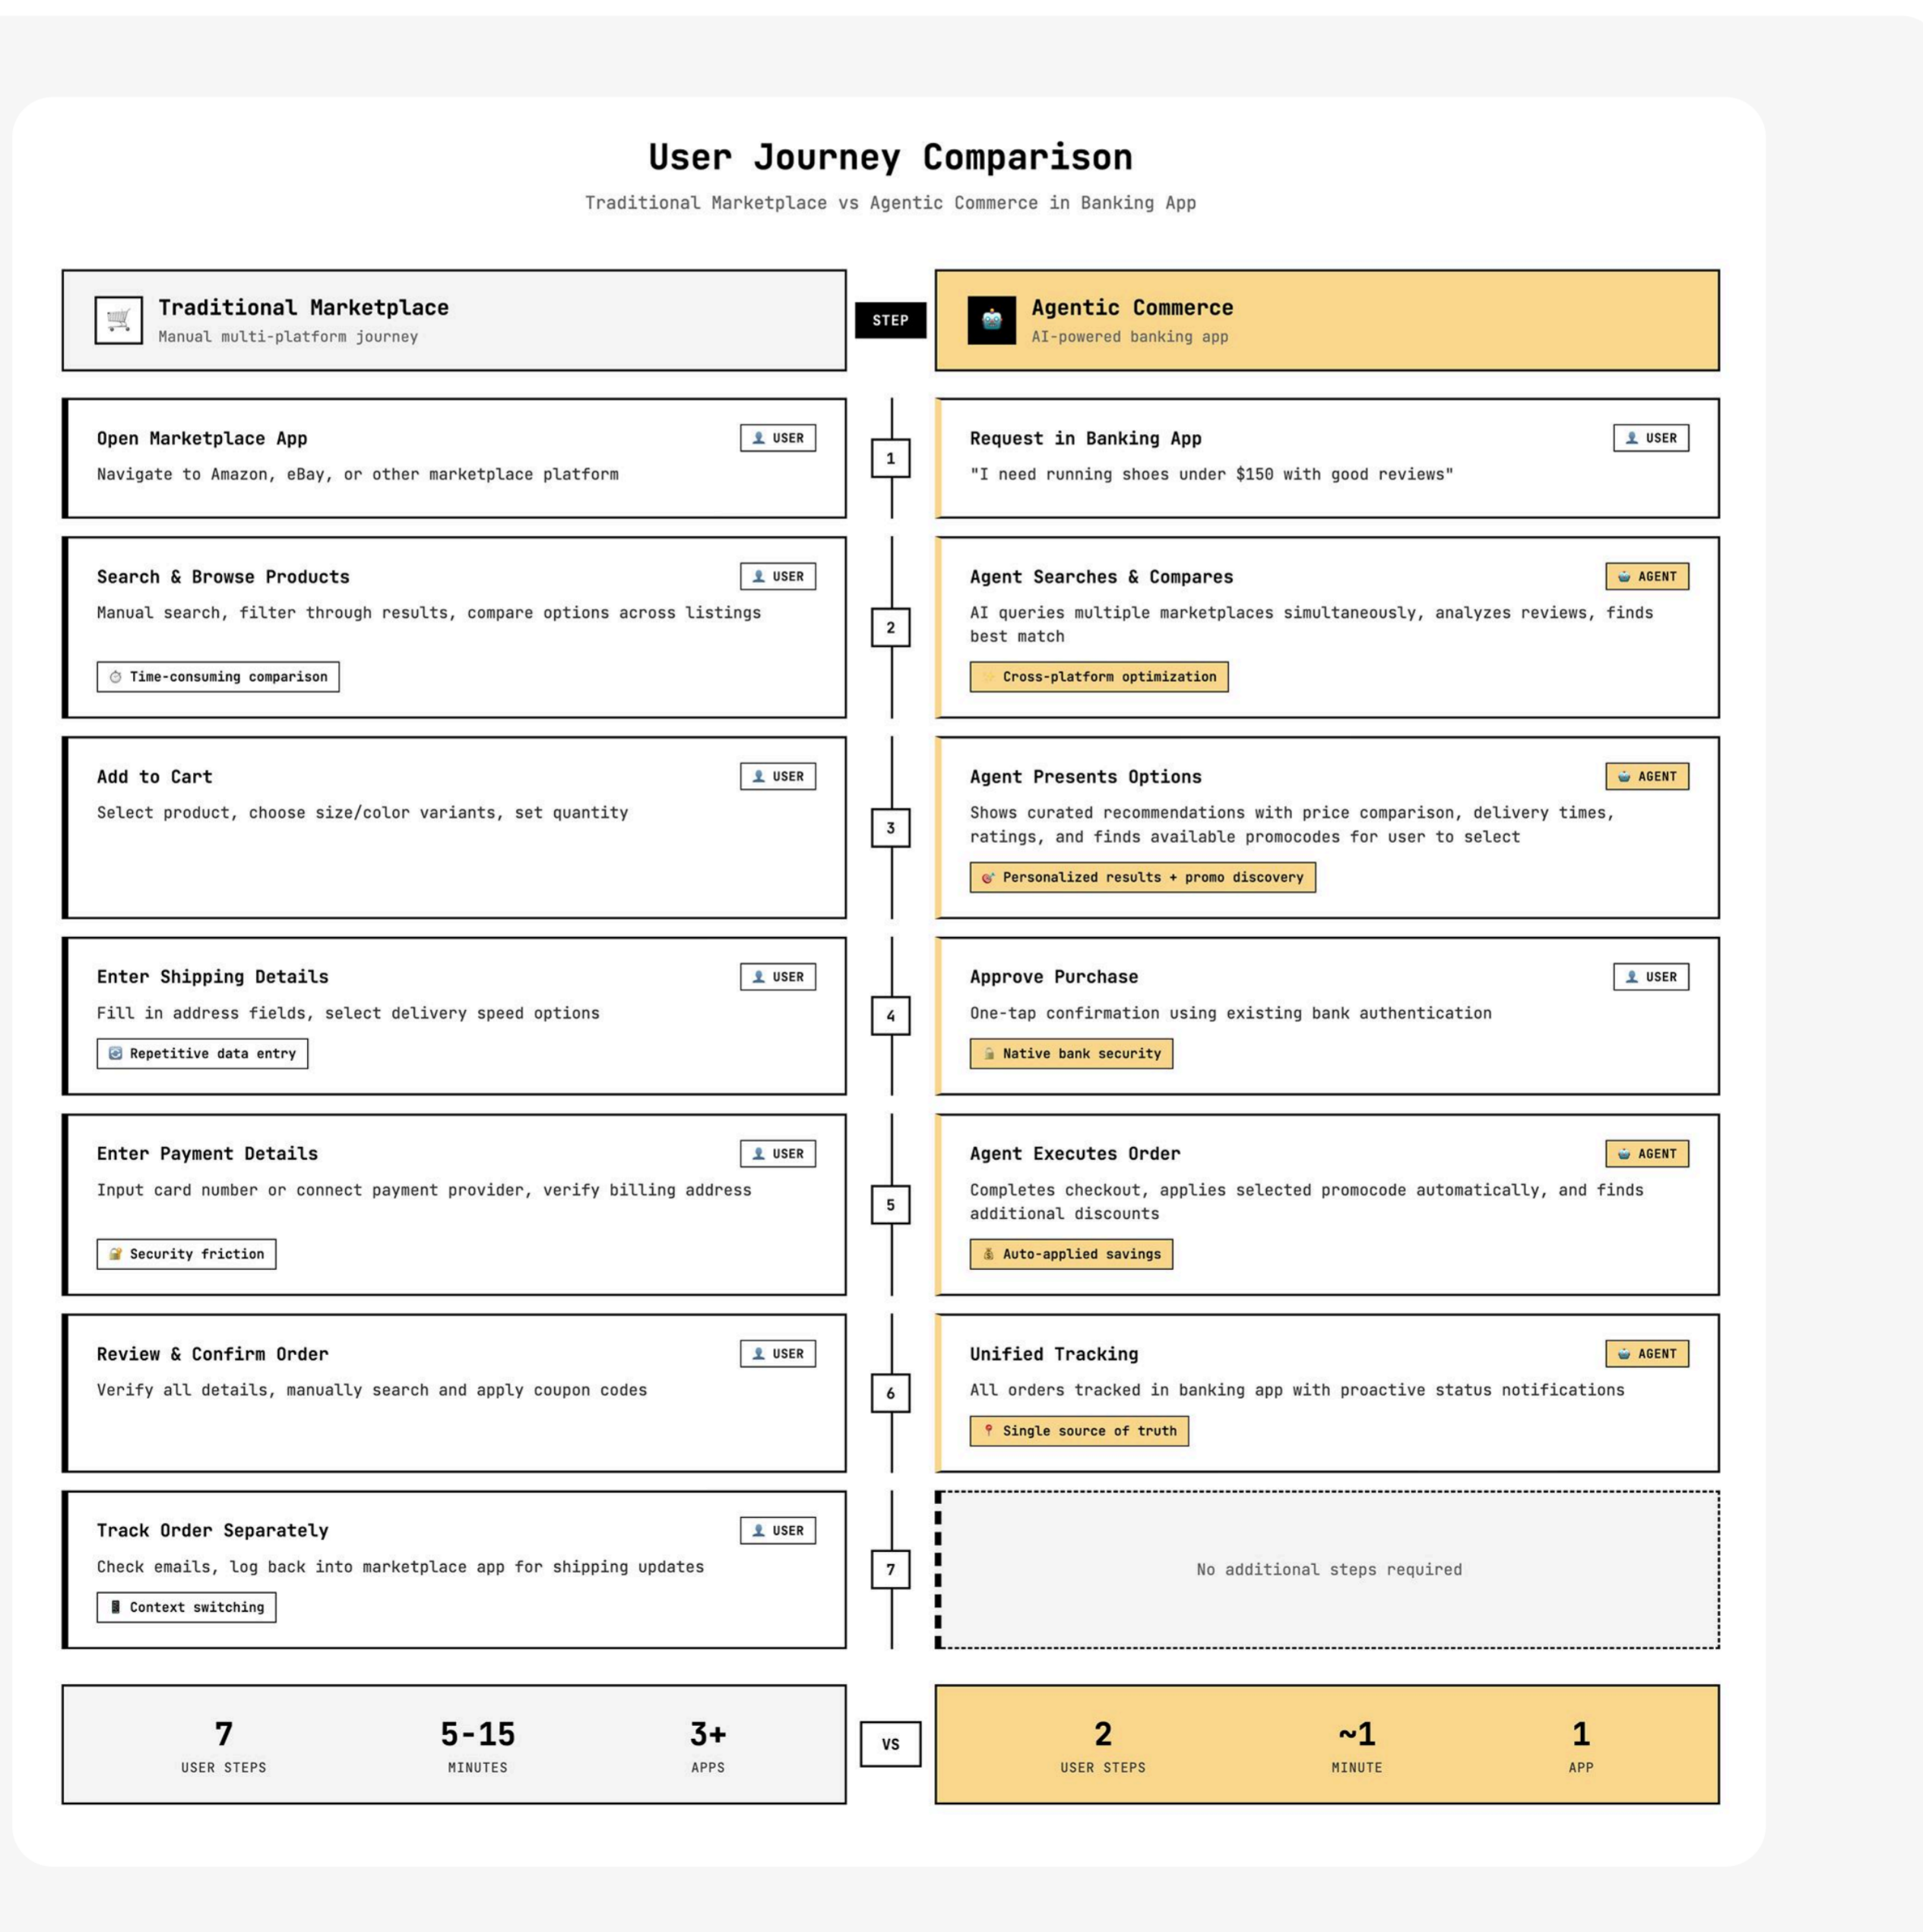 User Journey Comparison
Traditional Marketplace vs Agentic Commerce in Banking App
Traditional Marketplace
Manual multi-platform journey
STEP
Agentic Commerce
AI-powered banking app
Open Marketplace App
USER
Navigate to Amazon, eBay, or other marketplace platform
1
Request in Banking App
USER
"I need running shoes under $150 with good reviews"
Search & Browse Products
USER
Manual search, filter through results, compare options across listings
Time-consuming comparison
2
Agent Searches & Compares
AGENT
AI queries multiple marketplaces simultaneously, analyzes reviews, finds
best match
Cross-platform optimization
Add to Cart
USER
Select product, choose size/color variants, set quantity
3
Agent Presents Options
AGENT
Shows curated recommendations with price comparison, delivery times,
ratings, and finds available promocodes for user to select
Personalized results + promo discovery
Enter Shipping Details
USER
Fill in address fields, select delivery speed options
Repetitive data entry
4
Approve Purchase
USER
One-tap confirmation using existing bank authentication
Native bank security
Enter Payment Details
USER
Input card number or connect payment provider, verify billing address
Security friction
5
Agent Executes Order
AGENT
Completes checkout, applies selected promocode automatically, and finds
additional discounts
Auto-applied savings
Review & Confirm Order
USER
Verify all details, manually search and apply coupon codes
6
Unified Tracking
AGENT
All orders tracked in banking app with proactive status notifications
Single source of truth
Track Order Separately
USER
Check emails, log back into marketplace app for shipping updates
Context switching
7
No additional steps required
7
USER STEPS
5-15
MINUTES
3+
APPS
VS
2
USER STEPS
~1
MINUTE
1
APP